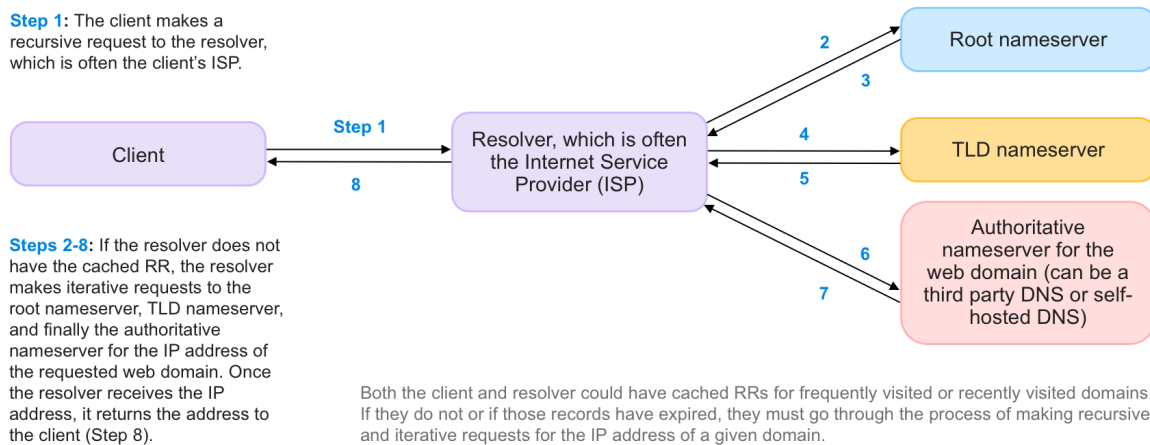 Step 1: The client makes a
recursive request to the resolver,
which is often the client's ISP.
Client
Step 1
8
Resolver, which is often
the Internet Service
Provider (ISP)
2
3
4
5
6
7
Root nameserver
TLD nameserver
Authoritative
nameserver for the
web domain (can be a
third party DNS or self-
hosted DNS)
Steps 2-8: If the resolver does not
have the cached RR, the resolver
makes iterative requests to the
root nameserver, TLD nameserver,
and finally the authoritative
nameserver for the IP address of
the requested web domain. Once
the resolver receives the IP
address, it returns the address to
the client (Step 8).
Both the client and resolver could have cached RRs for frequently visited or recently visited domains.
If they do not or if those records have expired, they must go through the process of making recursive
and iterative requests for the IP address of a given domain.